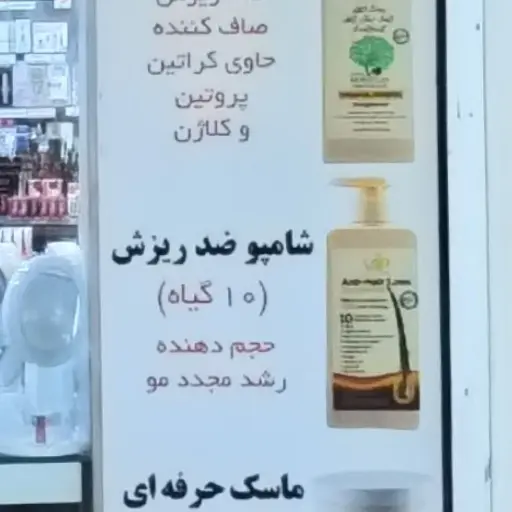 صاف کننده
حاوی کراتین
پروتین
و کلاژن
شامپو ضد ریزش
(۱۰ گیاه)
حجم دهنده
رشد مجدد مو
ماسک حرفه ای
10